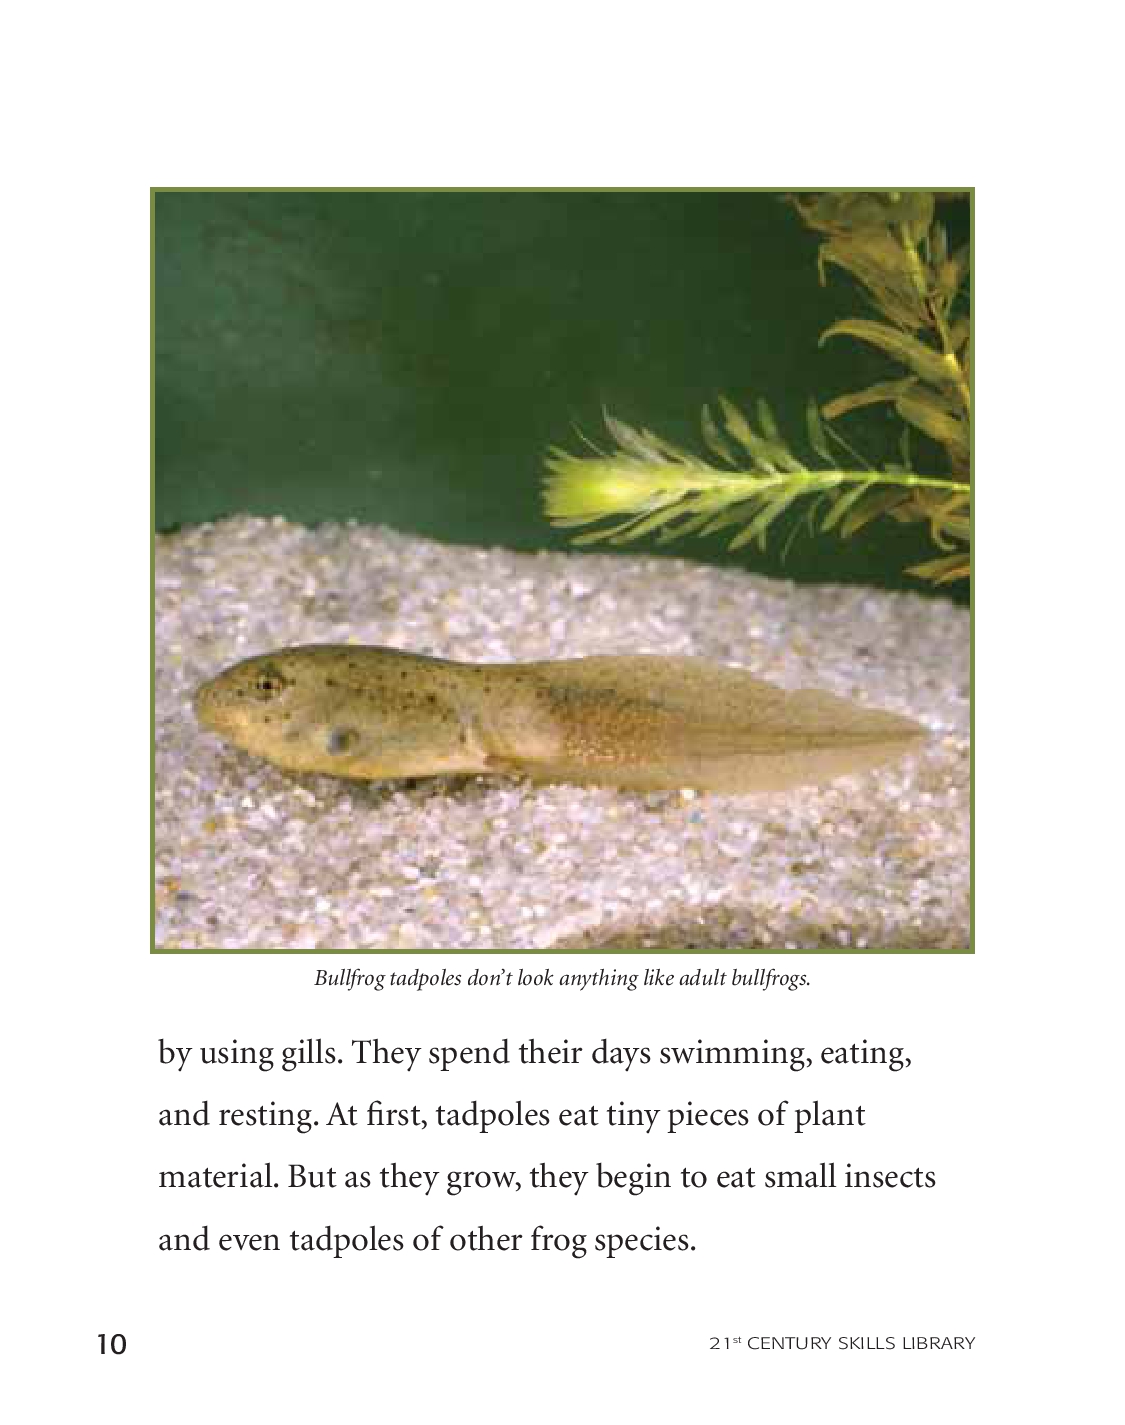 Bullfrog tadpoles don’t look anything like adult bullfrogs.
by using gills. They spend their days swimming, eating,
and resting. At first, tadpoles eat tiny pieces of plant
material. But as they grow, they begin to eat small insects
and even tadpoles of other frog species.
10
21st CENTURY SKILLS LIBRARY